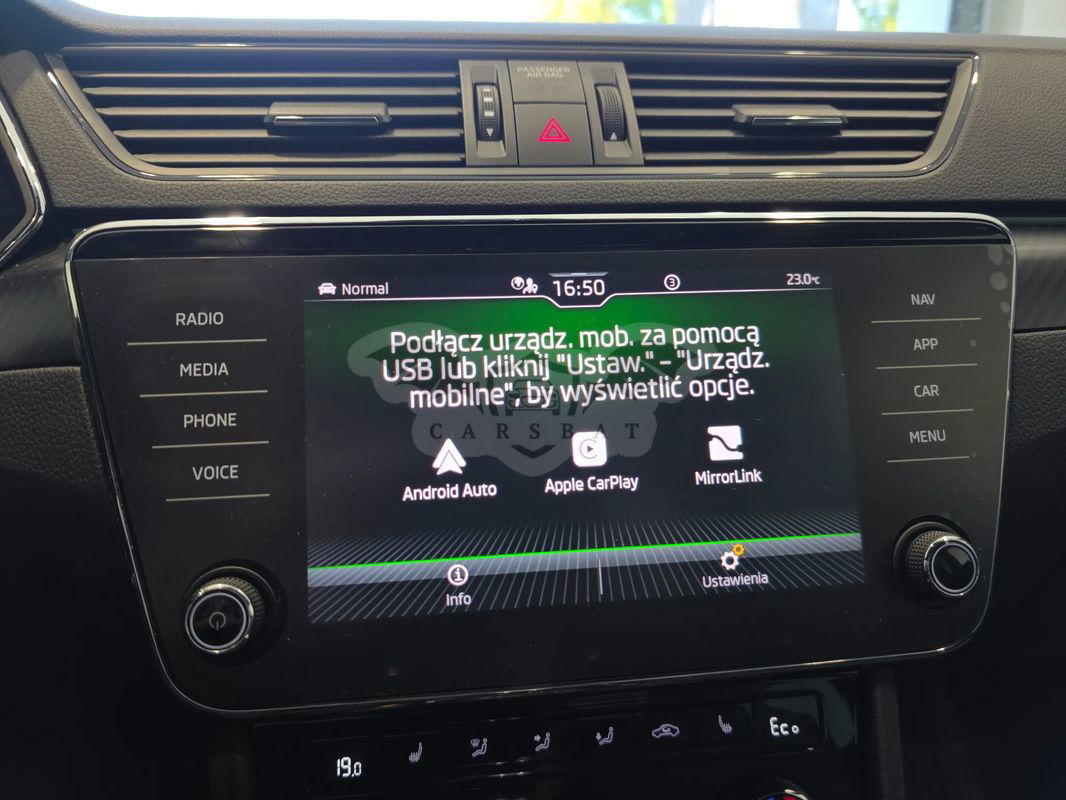 PASSENGER
AIR BAG
Normal
16:50
3
23.0°C
RADIO
MEDIA
PHONE
VOICE
NAV
APP
CAR
MENU
Podłącz urządz. mob. za pomocą
USB lub kliknij "Ustaw." – "Urządz.
mobilne", by wyświetlić opcje.
CARSBAT
Android Auto
Apple CarPlay
MirrorLink
Info
Ustawienia
19.0
Eco